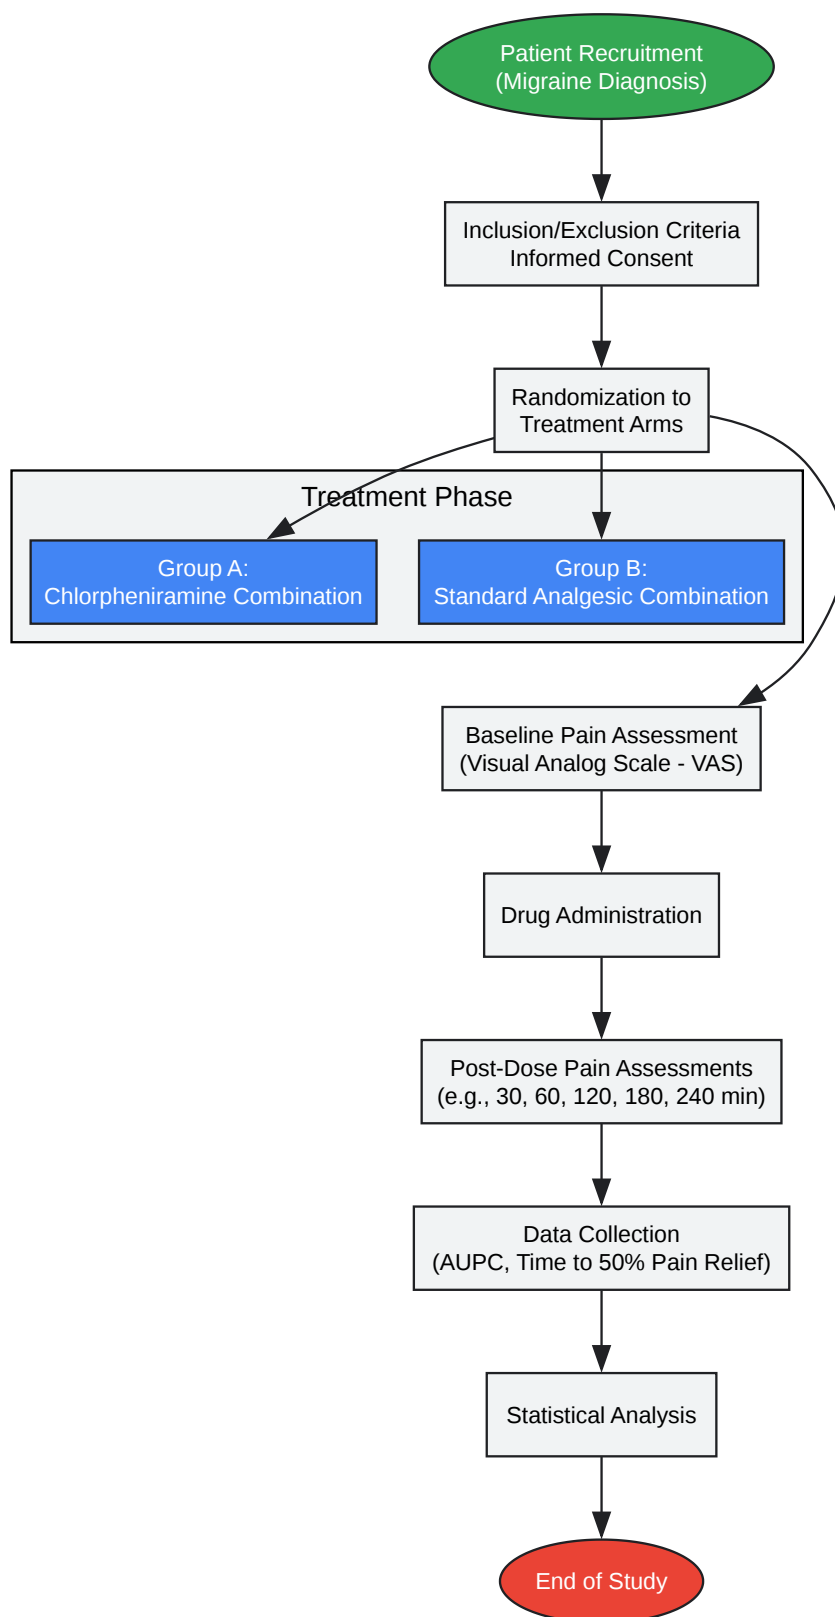 Patient Recruitment
(Migraine Diagnosis)
Inclusion/Exclusion Criteria
Informed Consent
Randomization to
Treatment Arms
Treatment Phase
Group A:
Chlorpheniramine Combination
Group B:
Standard Analgesic Combination
Baseline Pain Assessment
(Visual Analog Scale - VAS)
Drug Administration
Post-Dose Pain Assessments
(e.g., 30, 60, 120, 180, 240 min)
Data Collection
(AUPC, Time to 50% Pain Relief)
Statistical Analysis
End of Study